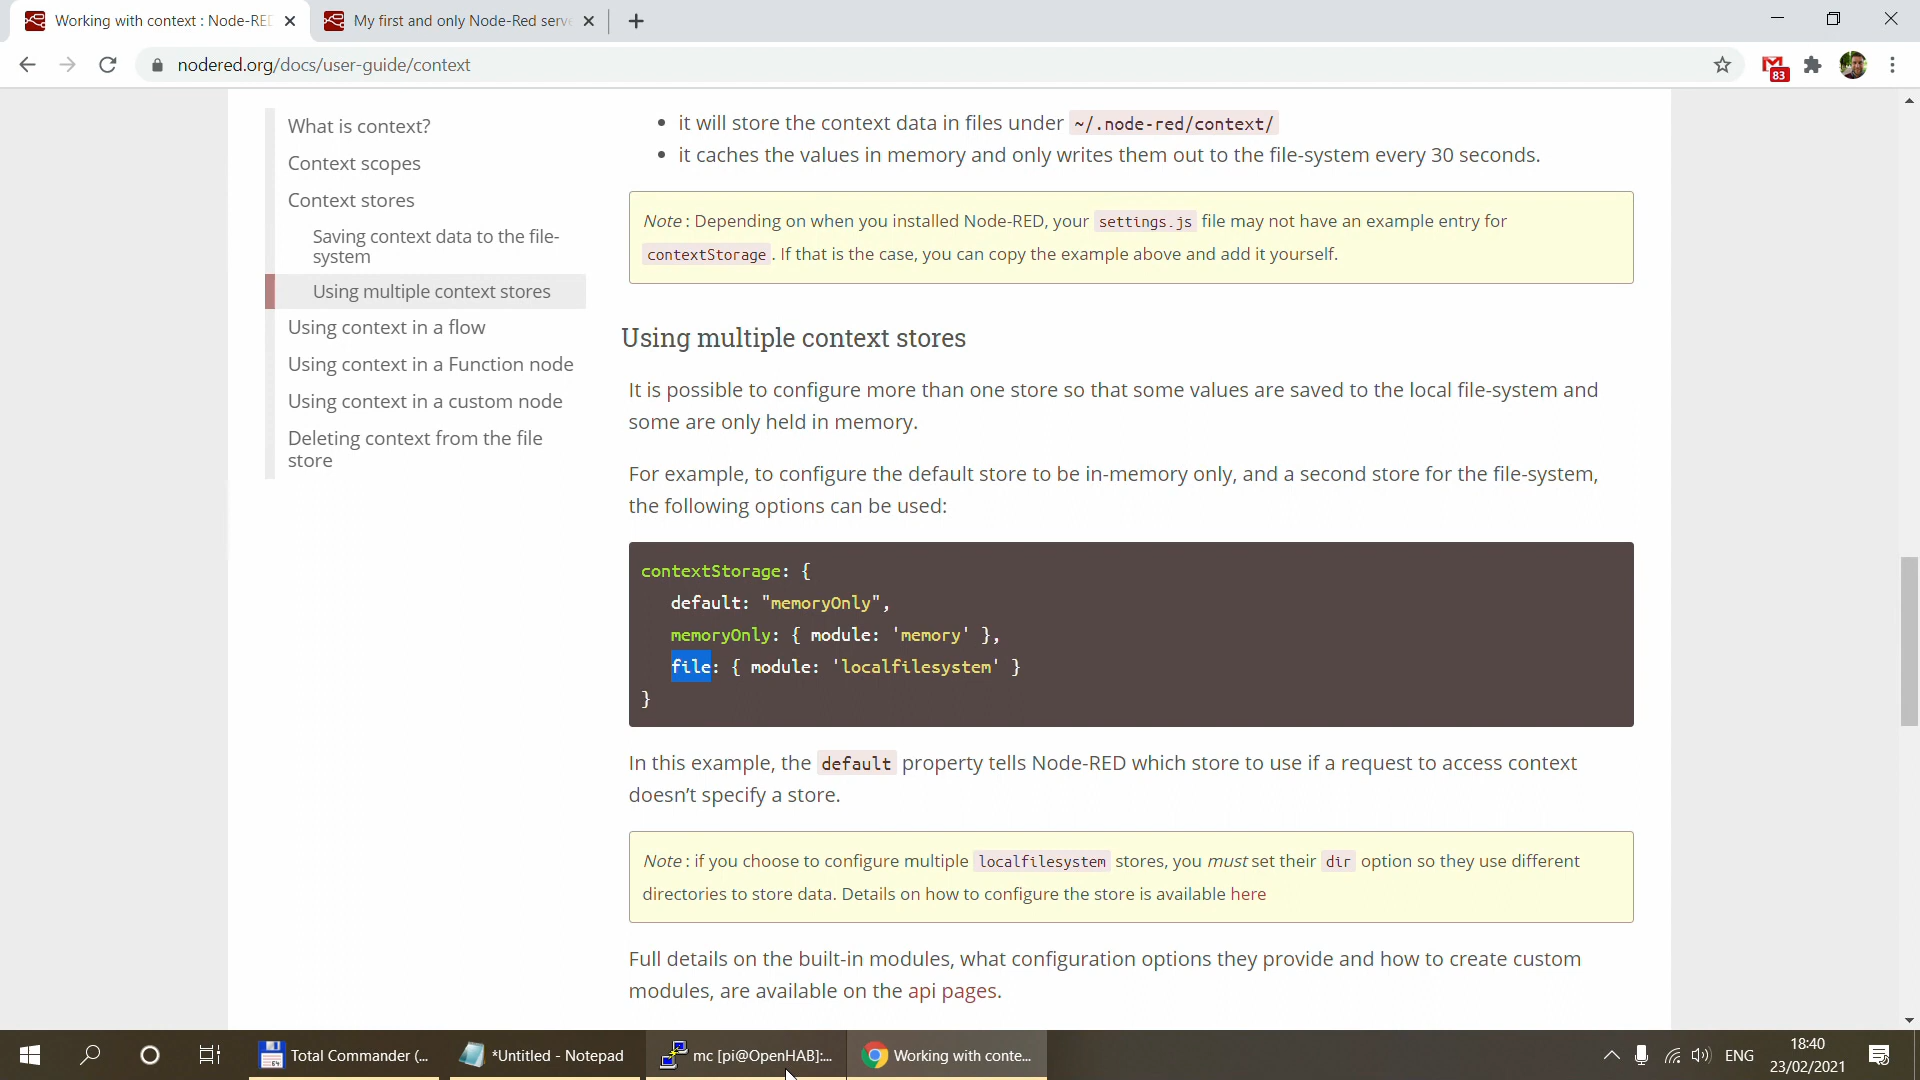 Working with context : Node-RED
My first and only Node-Red serv
nodered.org/docs/user-guide/context
83
What is context?
Context scopes
Context stores
Saving context data to the file-
system
Using multiple context stores
Using context in a flow
Using context in a Function node
Using context in a custom node
Deleting context from the file
store
it will store the context data in files under ~/.node-red/context/
it caches the values in memory and only writes them out to the file-system every 30 seconds.
Note : Depending on when you installed Node-RED, your settings.js file may not have an example entry for
contextStorage . If that is the case, you can copy the example above and add it yourself.
Using multiple context stores
It is possible to configure more than one store so that some values are saved to the local file-system and
some are only held in memory.
For example, to configure the default store to be in-memory only, and a second store for the file-system,
the following options can be used:
contextStorage: {
default: "memoryOnly",
memoryOnly: { module: 'memory' },
file: { module: 'localfilesystem' }
}
In this example, the default property tells Node-RED which store to use if a request to access context
doesn't specify a store.
Note : if you choose to configure multiple localfilesystem stores, you must set their dir option so they use different
directories to store data. Details on how to configure the store is available here
Full details on the built-in modules, what configuration options they provide and how to create custom
modules, are available on the api pages.
Total Commander (...
*Untitled - Notepad
mc [pi@OpenHAB]:...
Working with conte...
ENG
18:40
23/02/2021